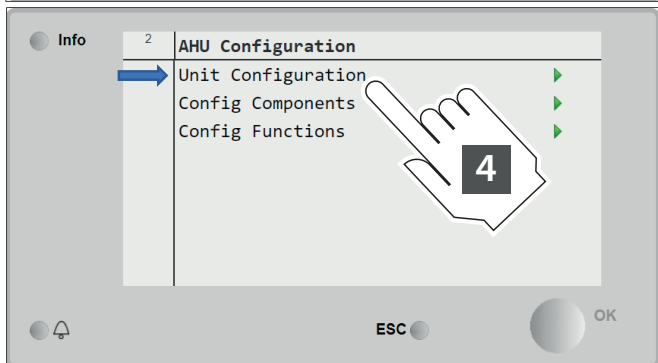 Info
2
AHU Configuration
Unit Configuration
Config Components
Config Functions
4
ESC
OK